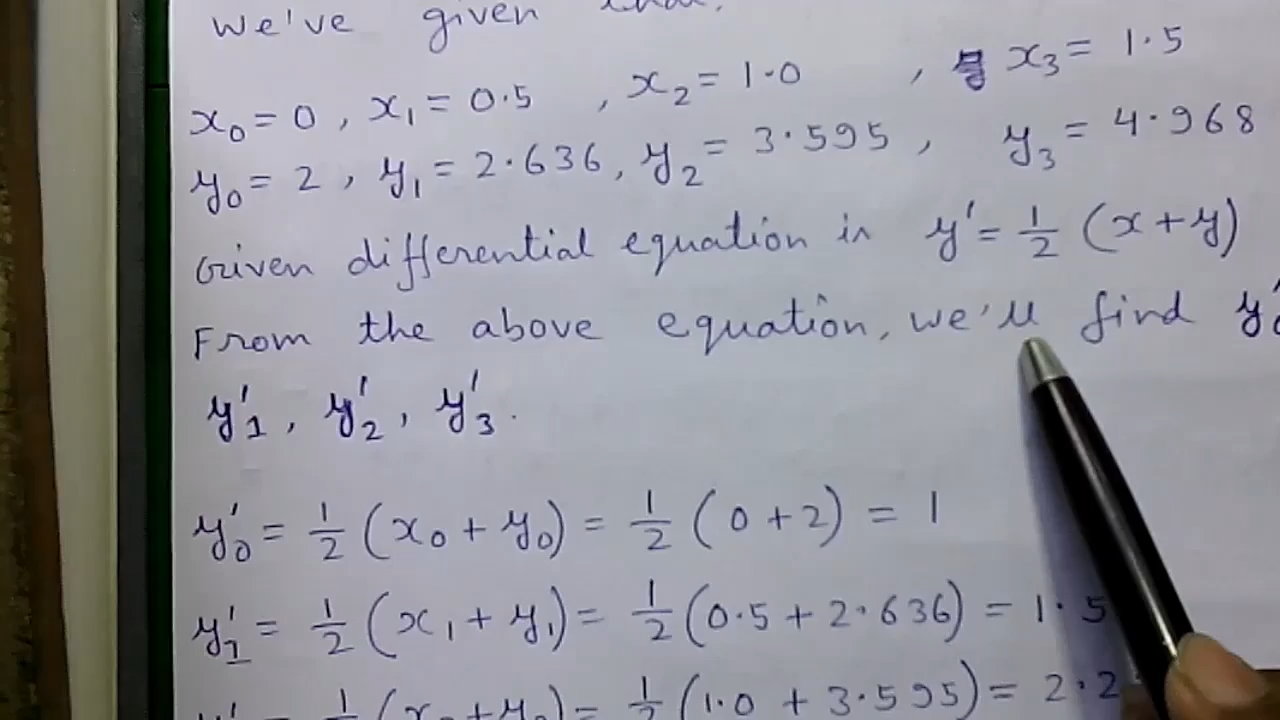 we've given that
x₀ = 0, x₁ = 0.5, x₂ = 1.0, x₃ = 1.5
y₀ = 2, y₁ = 2.636, y₂ = 3.595, y₃ = 4.968
Given differential equation is y' = 1/2 (x+y)
From the above equation, we'll find y'
y'₁, y'₂, y'₃.
y'₀ = 1/2 (x₀ + y₀) = 1/2 (0 + 2) = 1
y'₁ = 1/2 (x₁ + y₁) = 1/2 (0.5 + 2.636) = 1.5
1/2 (1.0 + 3.595) = 2.2